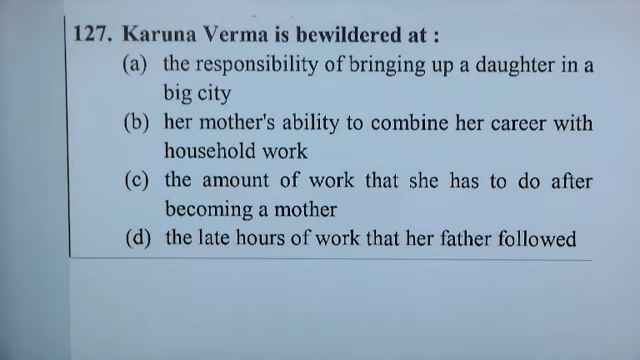 127. Karuna Verma is bewildered at :
(a) the responsibility of bringing up a daughter in a
big city
(b) her mother's ability to combine her career with
household work
(c) the amount of work that she has to do after
becoming a mother
(d) the late hours of work that her father followed